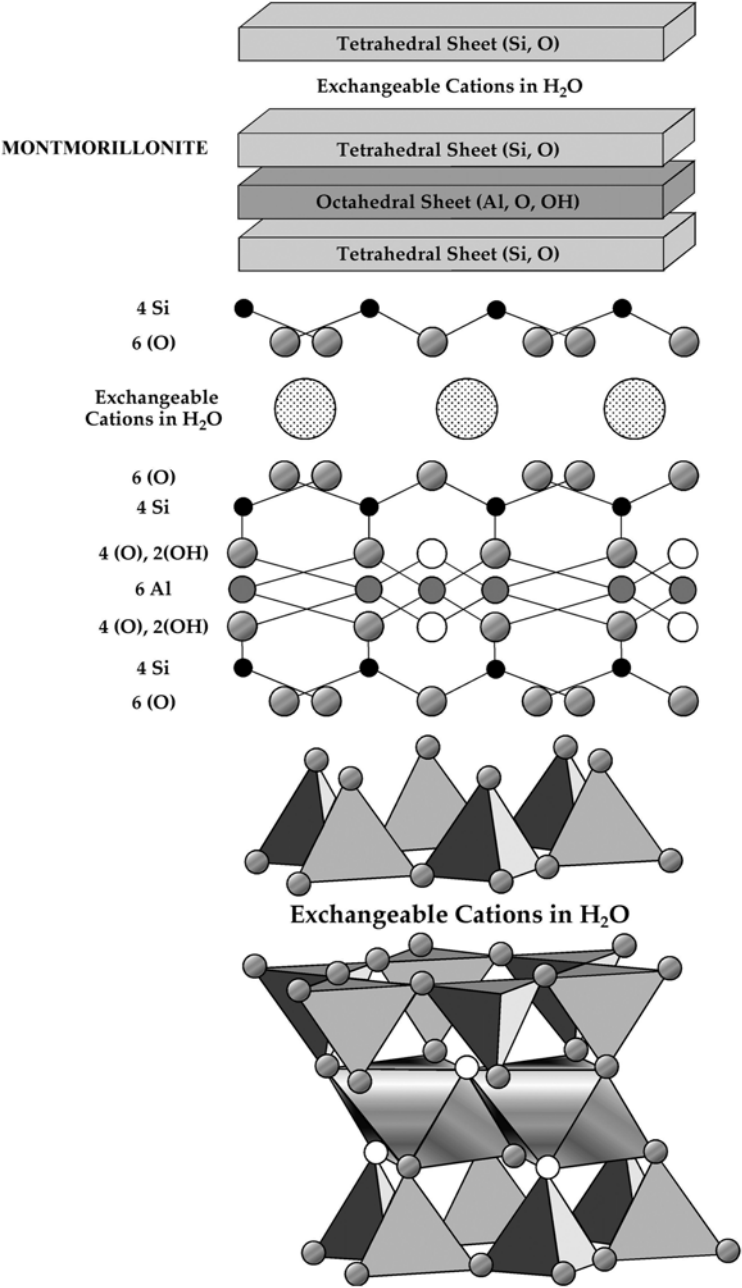 Tetrahedral Sheet (Si, O)
Exchangeable Cations in H₂O
MONTMORILLONITE
Tetrahedral Sheet (Si, O)
Octahedral Sheet (Al, O, OH)
Tetrahedral Sheet (Si, O)
4 Si
6 (O)
Exchangeable
Cations in H₂O
6 (O)
4 Si
4 (O), 2(OH)
6 Al
4 (O), 2(OH)
4 Si
6 (O)
Exchangeable Cations in H₂O